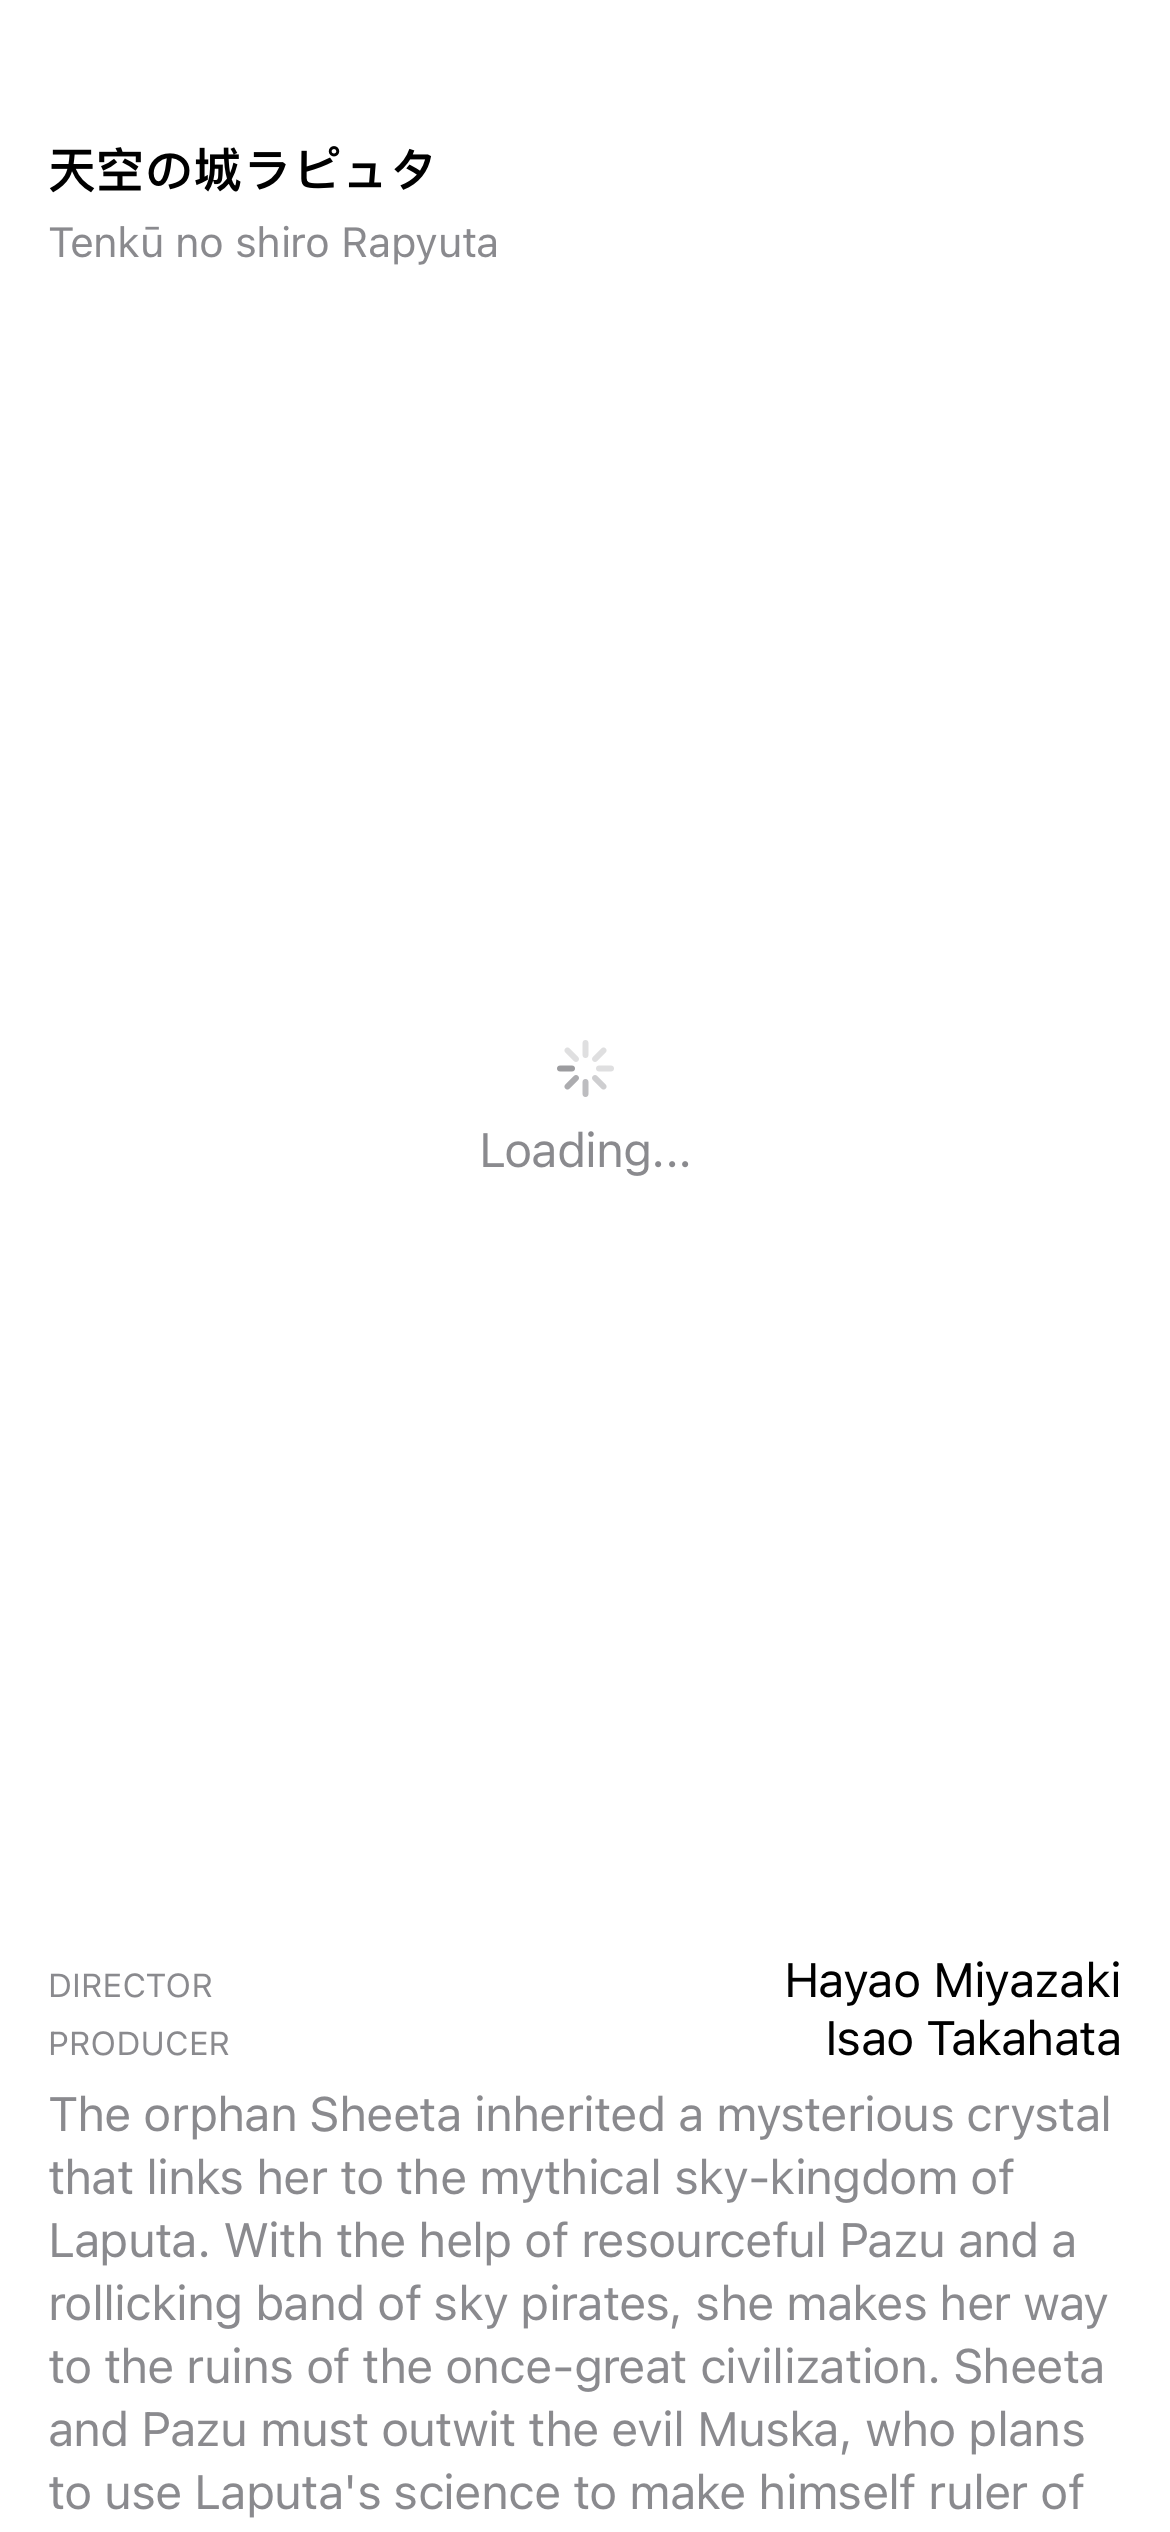 天空の城ラピュタ
Tenkū no shiro Rapyuta
Loading...
DIRECTOR Hayao Miyazaki
PRODUCER Isao Takahata
The orphan Sheeta inherited a mysterious crystal
that links her to the mythical sky-kingdom of
Laputa. With the help of resourceful Pazu and a
rollicking band of sky pirates, she makes her way
to the ruins of the once-great civilization. Sheeta
and Pazu must outwit the evil Muska, who plans
to use Laputa's science to make himself ruler of